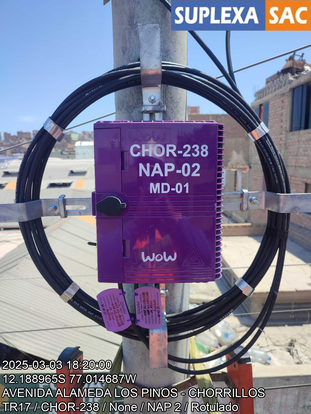 SUPLEXA SAC
CHOR-238
NAP-02
MD-01
WOW
2025-03-03 18:20:00
12.188965S 77.014687W
AVENIDA ALAMEDA LOS PINOS - CHORRILLOS
TR17 / CHOR-238 / None / NAP 2 / Rotulado